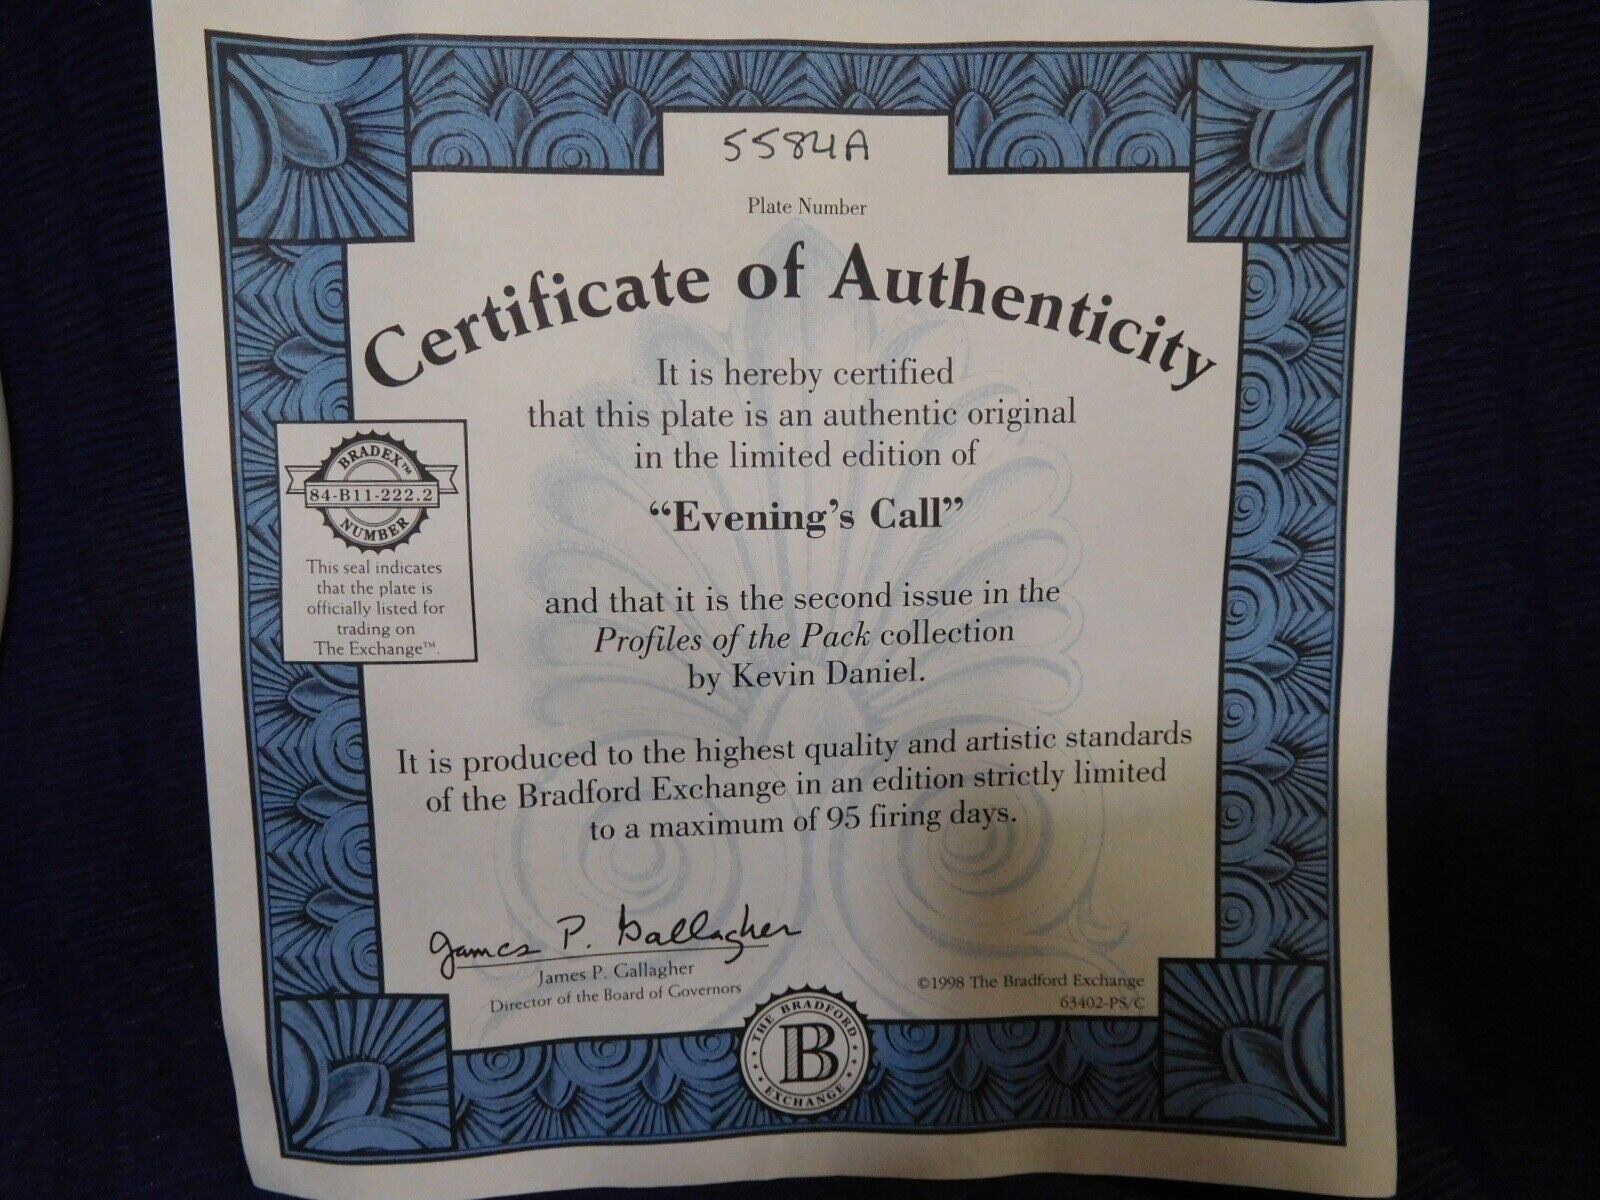 5584A
Plate Number
Certificate of Authenticity
It is hereby certified
that this plate is an authentic original
in the limited edition of
“Evening’s Call”
and that it is the second issue in the
Profiles of the Pack collection
by Kevin Daniel.
BRADEX™
84-B11-222.2
NUMBER
This seal indicates
that the plate is
officially listed for
trading on
The Exchange™.
It is produced to the highest quality and artistic standards
of the Bradford Exchange in an edition strictly limited
to a maximum of 95 firing days.
James P. Gallagher
James P. Gallagher
Director of the Board of Governors
©1998 The Bradford Exchange
63402-PS/C
THE BRADFORD
B
EXCHANGE